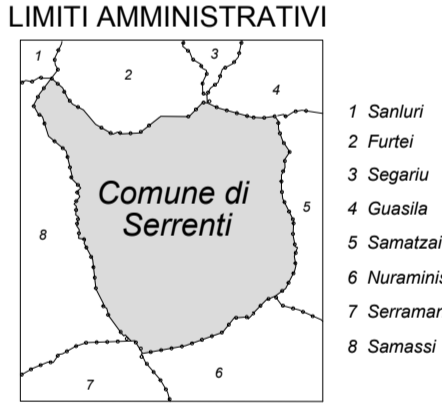 LIMITI AMMINISTRATIVI
1
2
3
4
Comune di
Serrenti
5
8
6
7
1 Sanluri
2 Furtei
3 Segariu
4 Guasila
5 Samatzai
6 Nuraminis
7 Serraman
8 Samassi